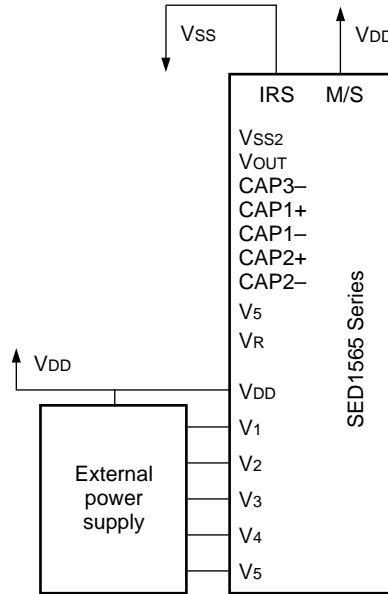 VSS
VDD
IRS M/S
VSS2
VOUT
CAP3–
CAP1+
CAP1–
CAP2+
CAP2–
V5
VR
SED1565 Series
VDD
VDD
V1
V2
V3
V4
V5
External
power
supply